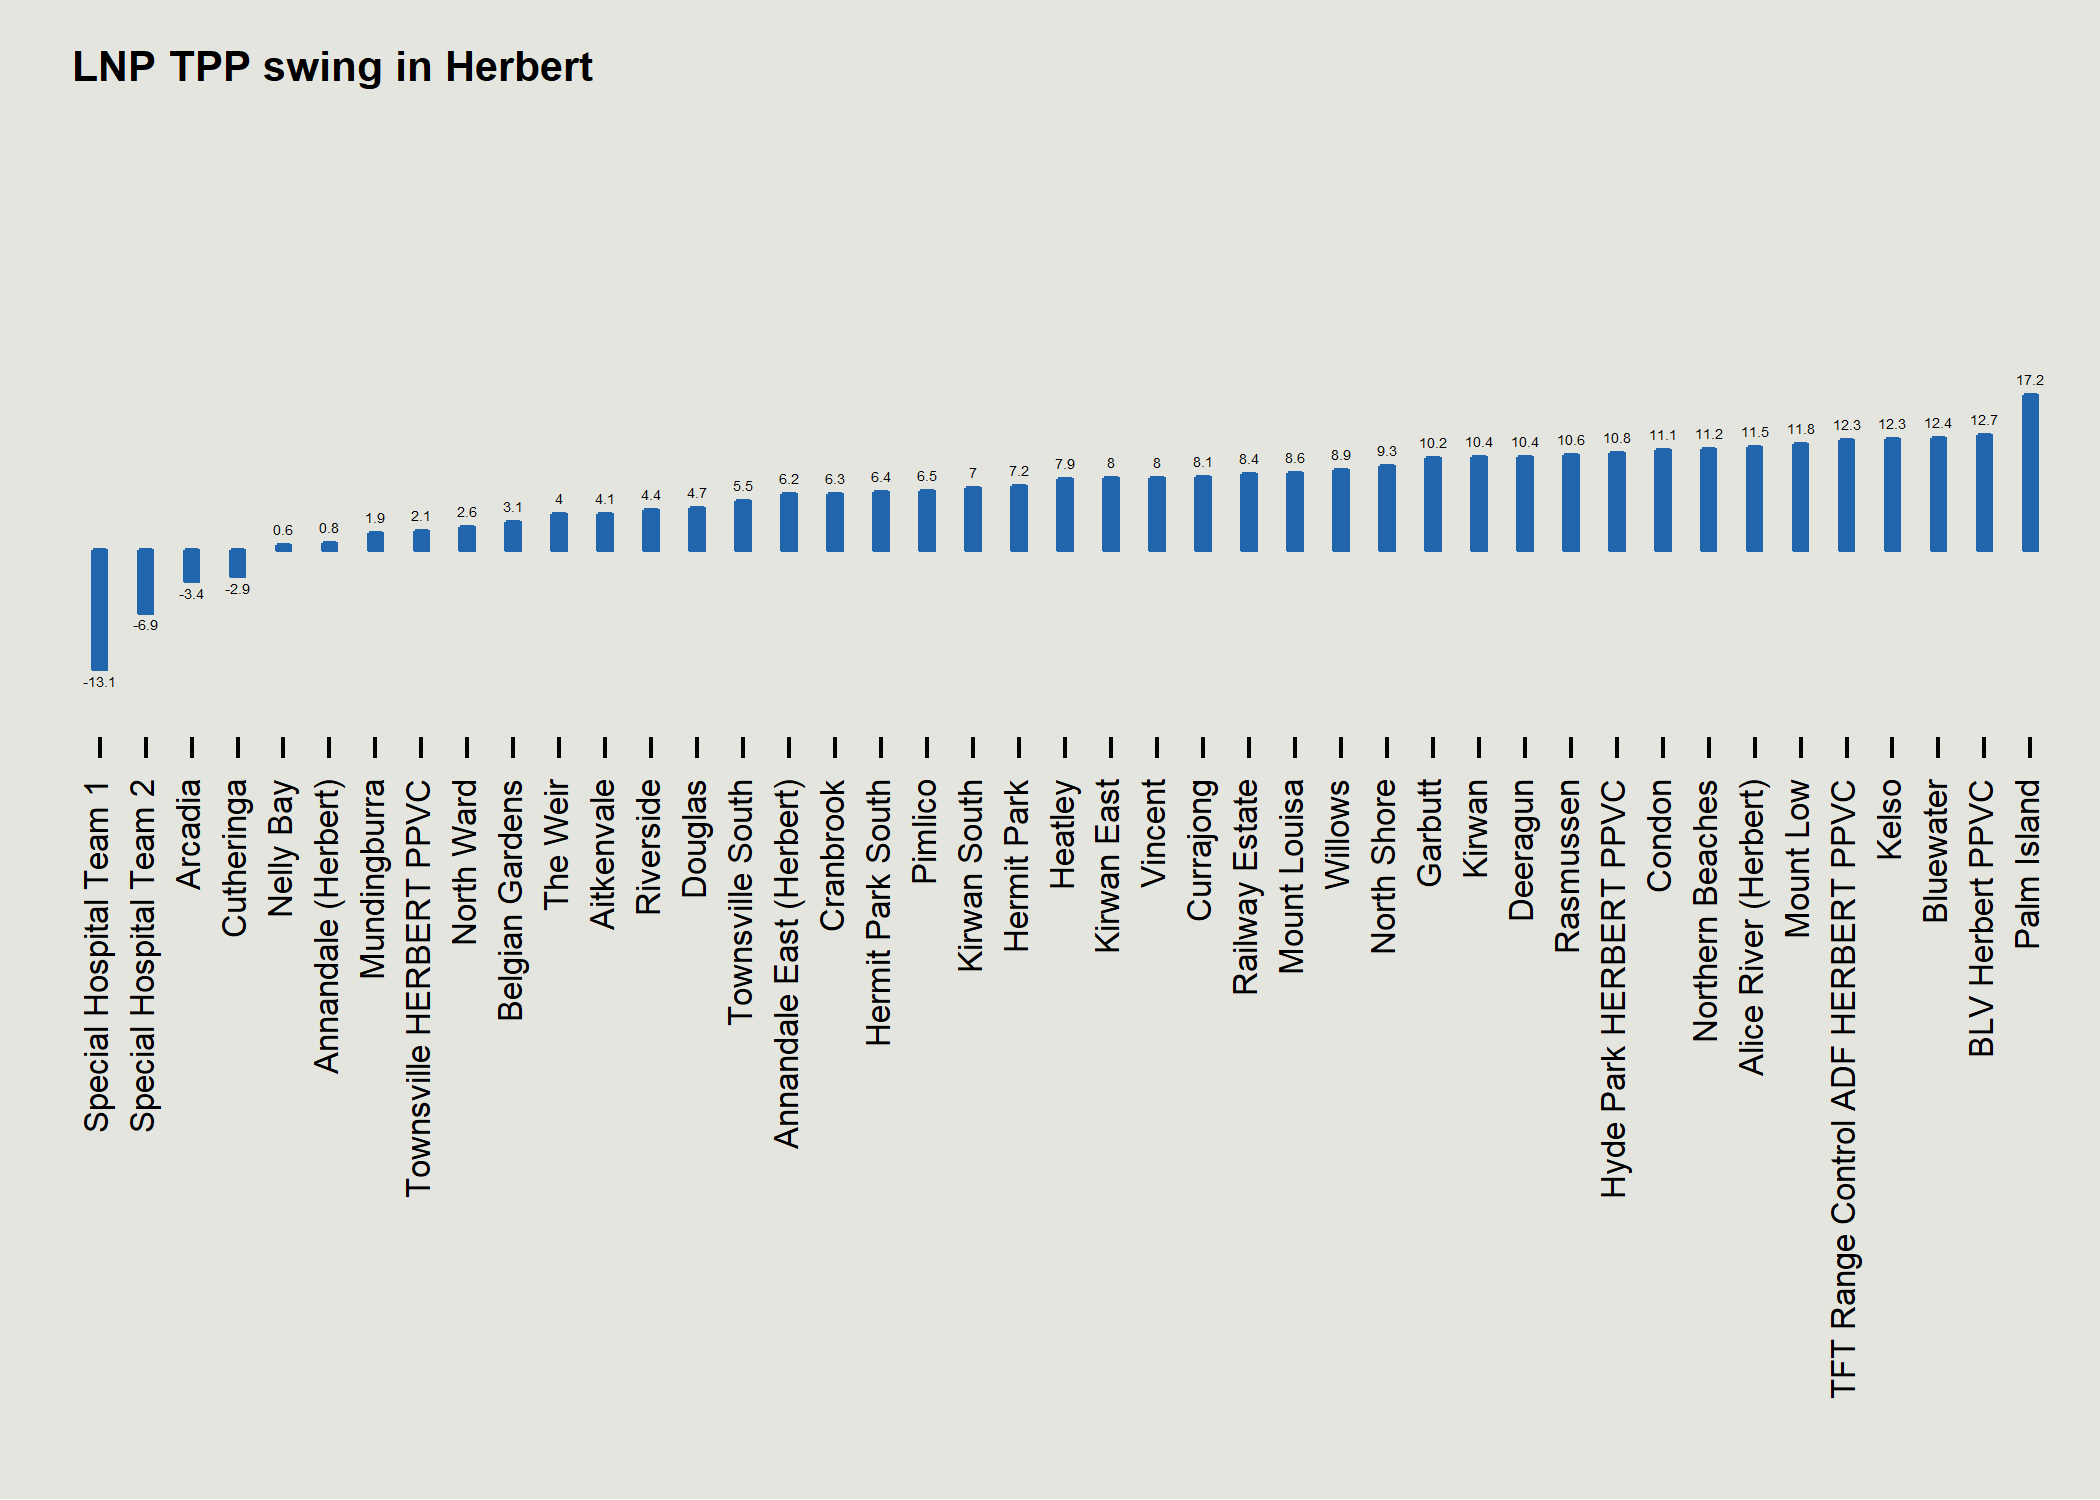 LNP TPP swing in Herbert
17.2
12.7
12.4
12.3
12.3
11.8
11.5
11.2
11.1
10.8
10.6
10.4
10.4
10.2
9.3
8.9
8.6
8.4
8.1
8
8
7.9
7.2
7
6.5
6.4
6.3
6.2
5.5
4.7
4.4
4.1
4
3.1
2.6
2.1
1.9
0.8
0.6
-2.9
-3.4
-6.9
-13.1
Special Hospital Team 1
Special Hospital Team 2
Arcadia
Cutheringa
Nelly Bay
Annandale (Herbert)
Mundingburra
Townsville HERBERT PPVC
North Ward
Belgian Gardens
The Weir
Aitkenvale
Riverside
Douglas
Townsville South
Annandale East (Herbert)
Cranbrook
Hermit Park South
Pimlico
Kirwan South
Hermit Park
Heatley
Kirwan East
Vincent
Currajong
Railway Estate
Mount Louisa
Willows
North Shore
Garbutt
Kirwan
Deeragun
Rasmussen
Hyde Park HERBERT PPVC
Condon
Northern Beaches
Alice River (Herbert)
Mount Low
TFT Range Control ADF HERBERT PPVC
Kelso
Bluewater
BLV Herbert PPVC
Palm Island